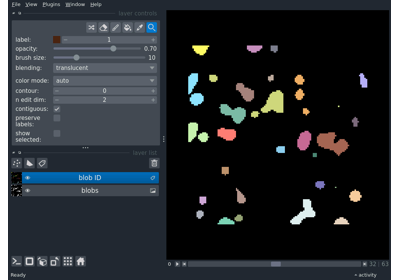 File View Plugins Window Help
layer controls
label: 1
opacity: 0.70
brush size: 10
blending: translucent
color mode: auto
contour: 0
n edit dim: 2
contiguous:
preserve
labels:
show
selected:
layer list
blob ID
blobs
32 63
Ready
activity